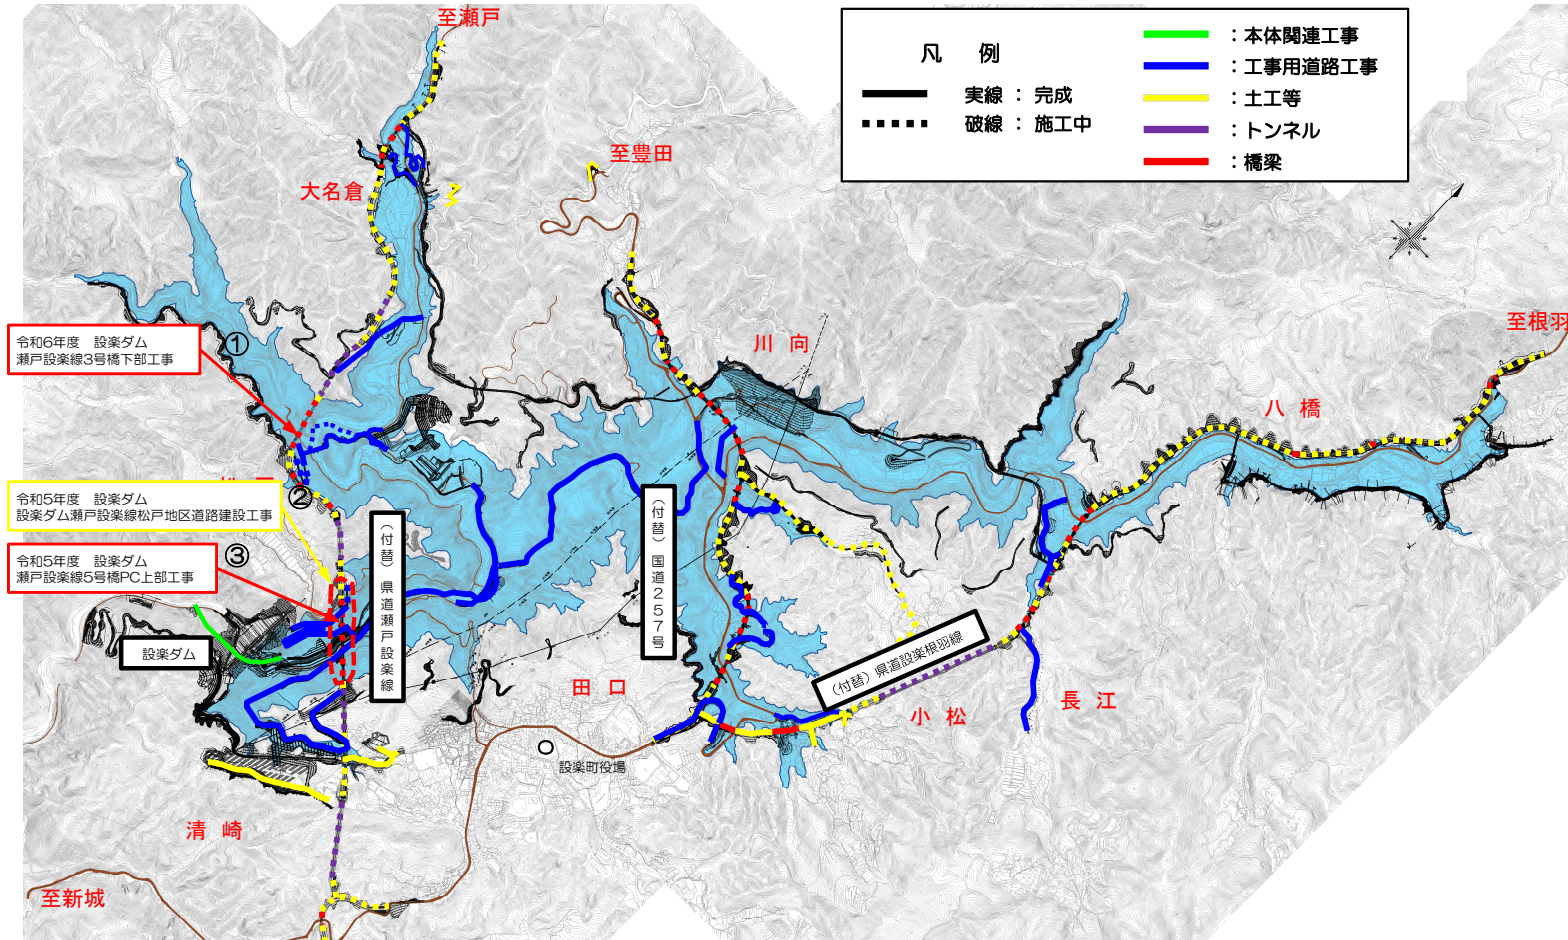 至瀬戸
凡 例
実線 : 完成
破線 : 施工中
: 本体関連工事
: 工事用道路工事
: 土工等
: トンネル
: 橋梁
至豊田
大名倉
至根羽
川 向
八 橋
①
令和6年度 設楽ダム
瀬戸設楽線3号橋下部工事
②
令和5年度 設楽ダム
設楽ダム瀬戸設楽線松戸地区道路建設工事
③
令和5年度 設楽ダム
瀬戸設楽線5号橋PC上部工事
(付替)県道瀬戸設楽線
(付替)国道257号
設楽ダム
(付替)県道設楽根羽線
田 口
小 松
長 江
設楽町役場
清 崎
至新城